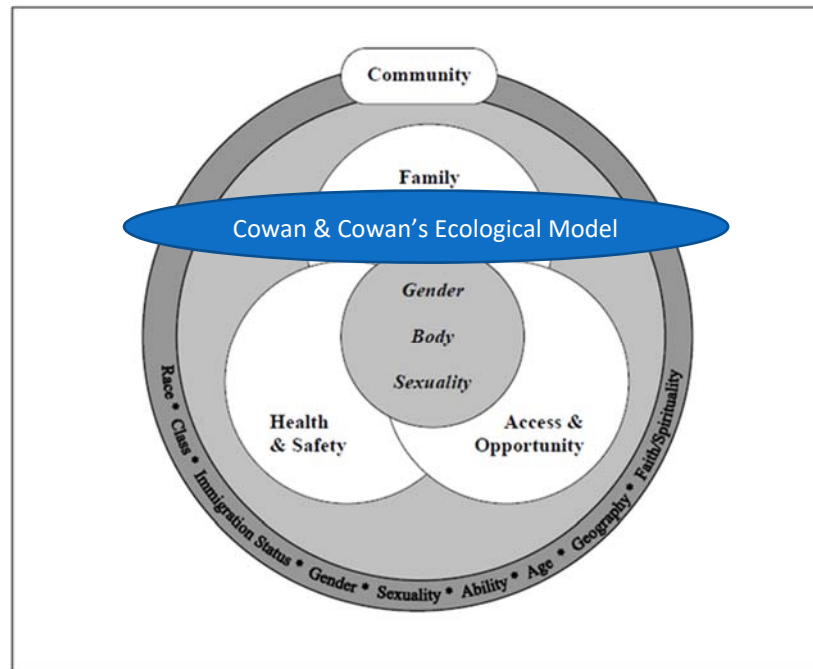 Community
Family
Cowan & Cowan’s Ecological Model
Gender
Body
Sexuality
Health
& Safety
Access &
Opportunity
Race * Class * Immigration Status * Gender * Sexuality * Ability * Age * Geography * Faith/Spirituality